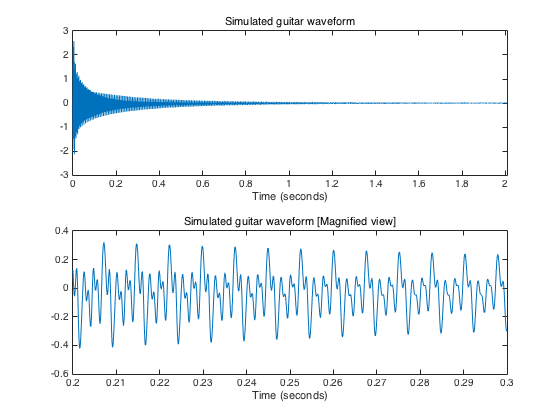 Simulated guitar waveform
3
2
1
0
-1
-2
-3
0 0.2 0.4 0.6 0.8 1 1.2 1.4 1.6 1.8 2
Time (seconds)
Simulated guitar waveform [Magnified view]
0.4
0.2
0
-0.2
-0.4
-0.6
0.2 0.21 0.22 0.23 0.24 0.25 0.26 0.27 0.28 0.29 0.3
Time (seconds)